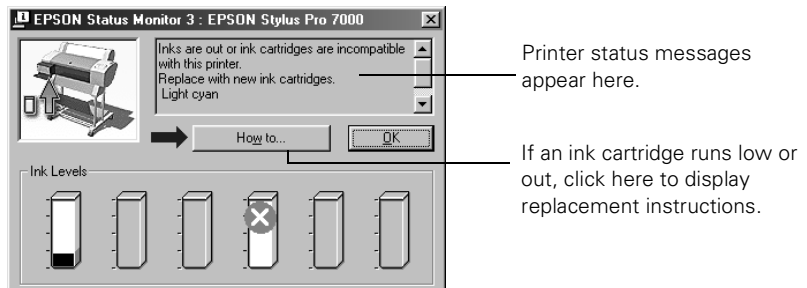 EPSON Status Monitor 3 : EPSON Stylus Pro 7000
Inks are out or ink cartridges are incompatible
with this printer.
Replace with new ink cartridges.
Light cyan
How to...
OK
Ink Levels
Printer status messages
appear here.
If an ink cartridge runs low or
out, click here to display
replacement instructions.